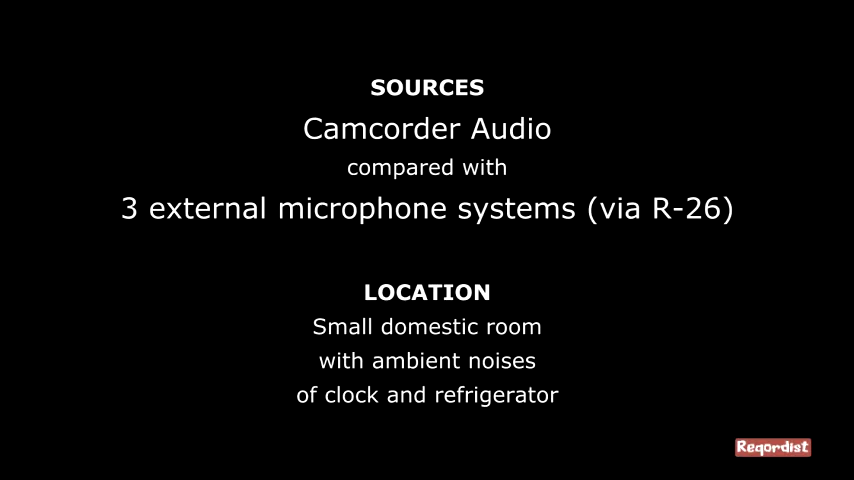 SOURCES
Camcorder Audio
compared with
3 external microphone systems (via R-26)
LOCATION
Small domestic room
with ambient noises
of clock and refrigerator
Reqordist